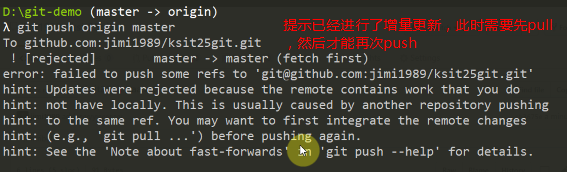 D:\git-demo (master -> origin)
λ git push origin master
提示已经进行了增量更新，此时需要先pull
，然后才能再次push
To github.com:jimi1989/ksit25git.git
! [rejected]        master -> master (fetch first)
error: failed to push some refs to 'git@github.com:jimi1989/ksit25git.git'
hint: Updates were rejected because the remote contains work that you do
hint: not have locally. This is usually caused by another repository pushing
hint: to the same ref. You may want to first integrate the remote changes
hint: (e.g., 'git pull ...') before pushing again.
hint: See the 'Note about fast-forwards' in 'git push --help' for details.